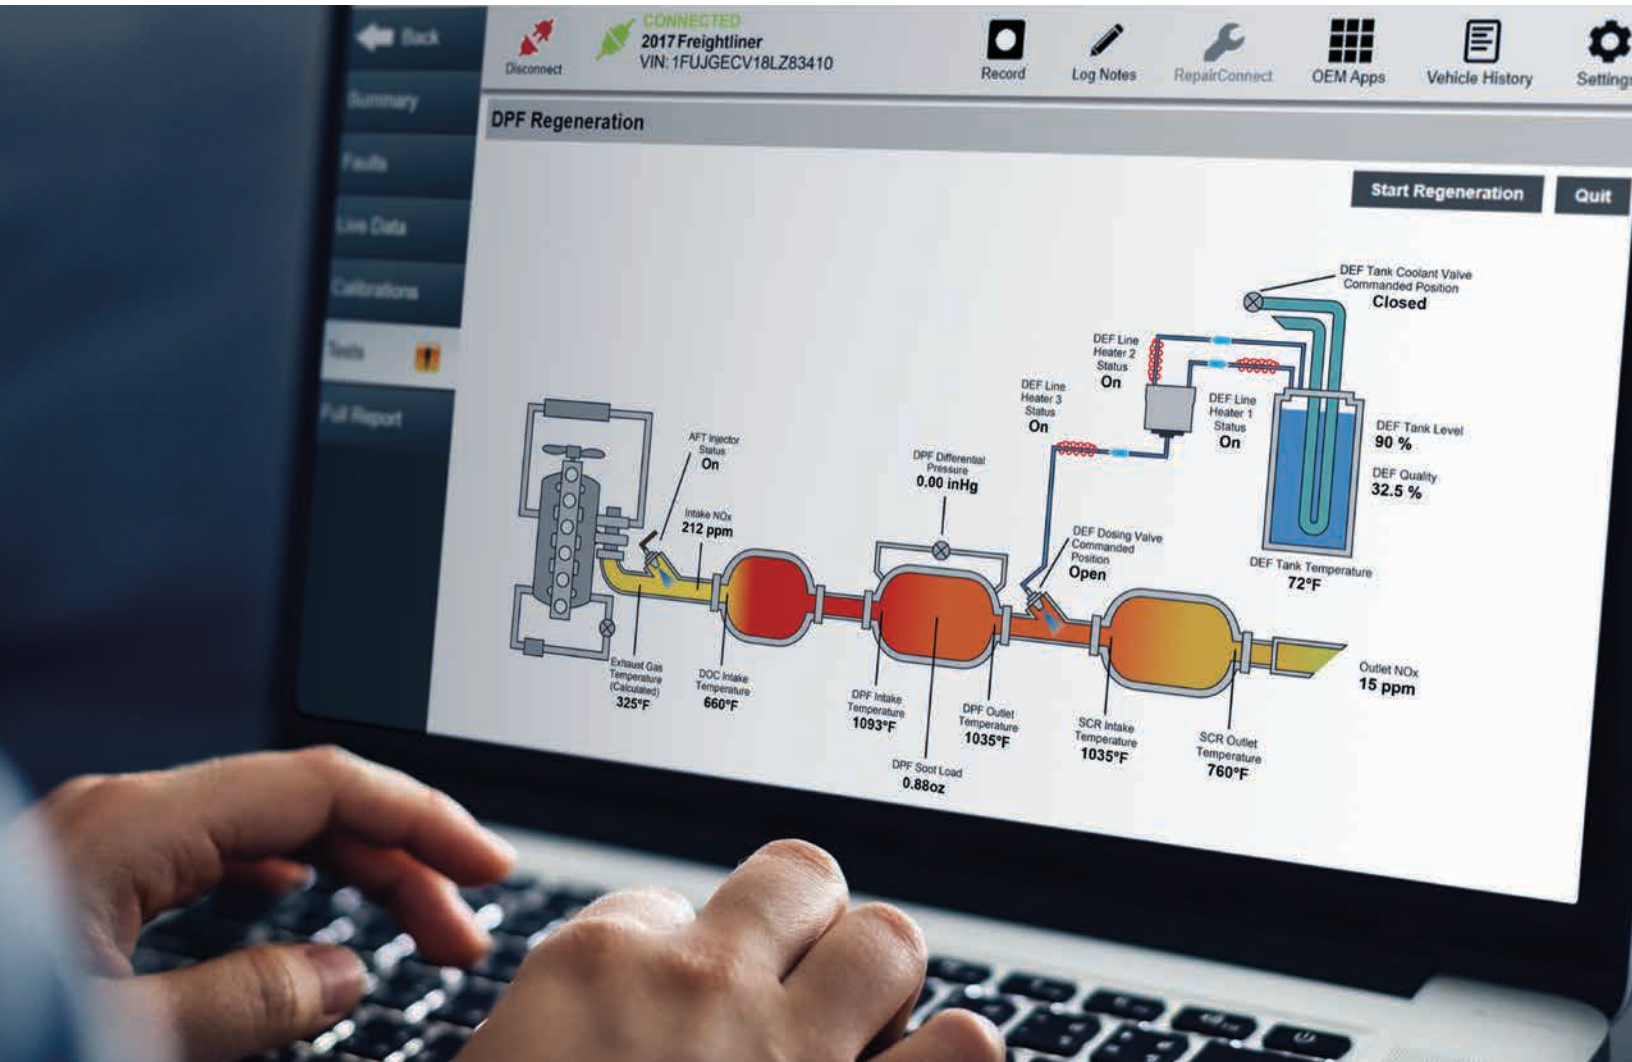 Back
Summary
Faults
Live Data
Calibrations
Tests
Full Report
Disconnect
CONNECTED
2017 Freightliner
VIN: 1FUJGECV18LZ83410
Record
Log Notes
RepairConnect
OEM Apps
Vehicle History
Settings
DPF Regeneration
Start Regeneration
Quit
DEF Tank Coolant Valve
Commanded Position
Closed
DEF Line
Heater 2
Status
On
DEF Line
Heater 3
Status
On
DEF Line
Heater 1
Status
On
DEF Tank Level
90 %
DEF Quality
32.5 %
DEF Tank Temperature
72°F
AFT Injector
Status
On
Intake NOx
212 ppm
DPF Differential
Pressure
0.00 inHg
DEF Dosing Valve
Commanded
Position
Open
Exhaust Gas
Temperature
(Calculated)
325°F
DOC Intake
Temperature
660°F
DPF Intake
Temperature
1093°F
DPF Soot Load
0.88oz
DPF Outlet
Temperature
1035°F
SCR Intake
Temperature
1035°F
SCR Outlet
Temperature
760°F
Outlet NOx
15 ppm